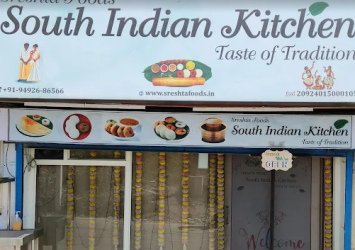 Sreshta Foods
South Indian Kitchen
Taste of Tradition
+91-94926-86566
www.sreshtafoods.in
Sreshta Foods
South Indian Kitchen
Taste of Tradition
Welcome